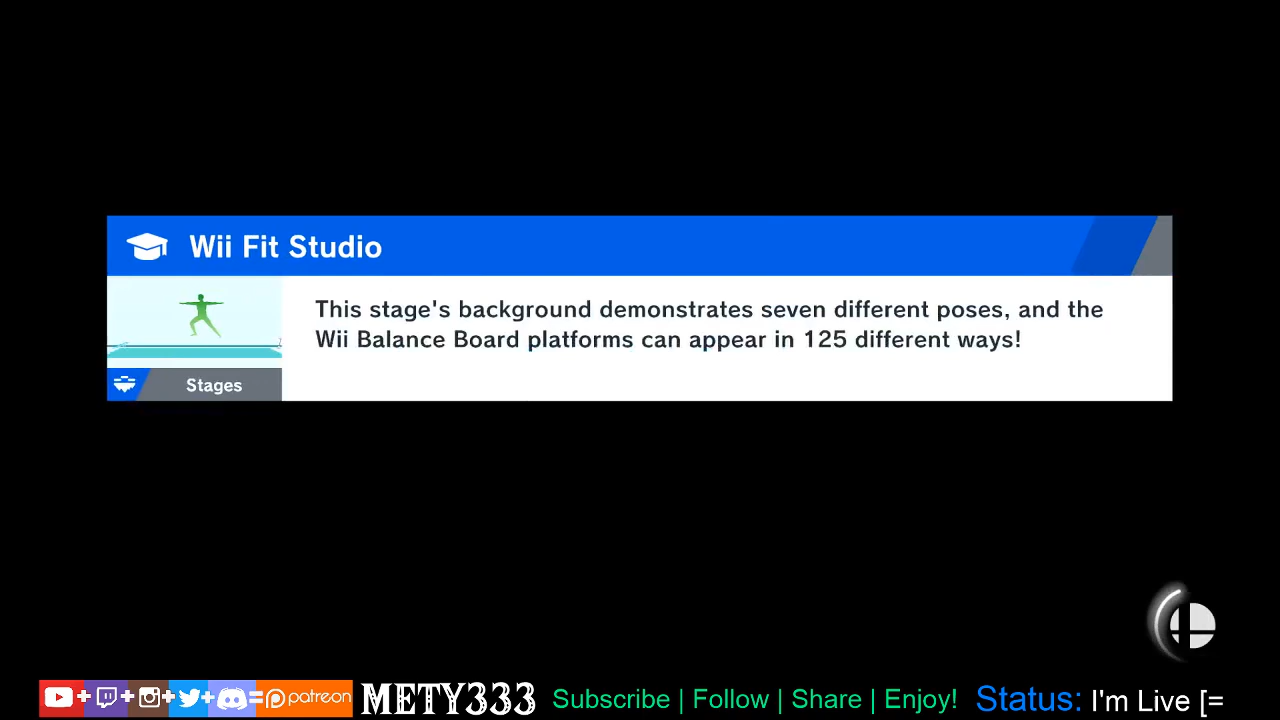 Wii Fit Studio
This stage's background demonstrates seven different poses, and the
Wii Balance Board platforms can appear in 125 different ways!
Stages
+ + + + = patreon METY333 Subscribe | Follow | Share | Enjoy! Status: I'm Live [=